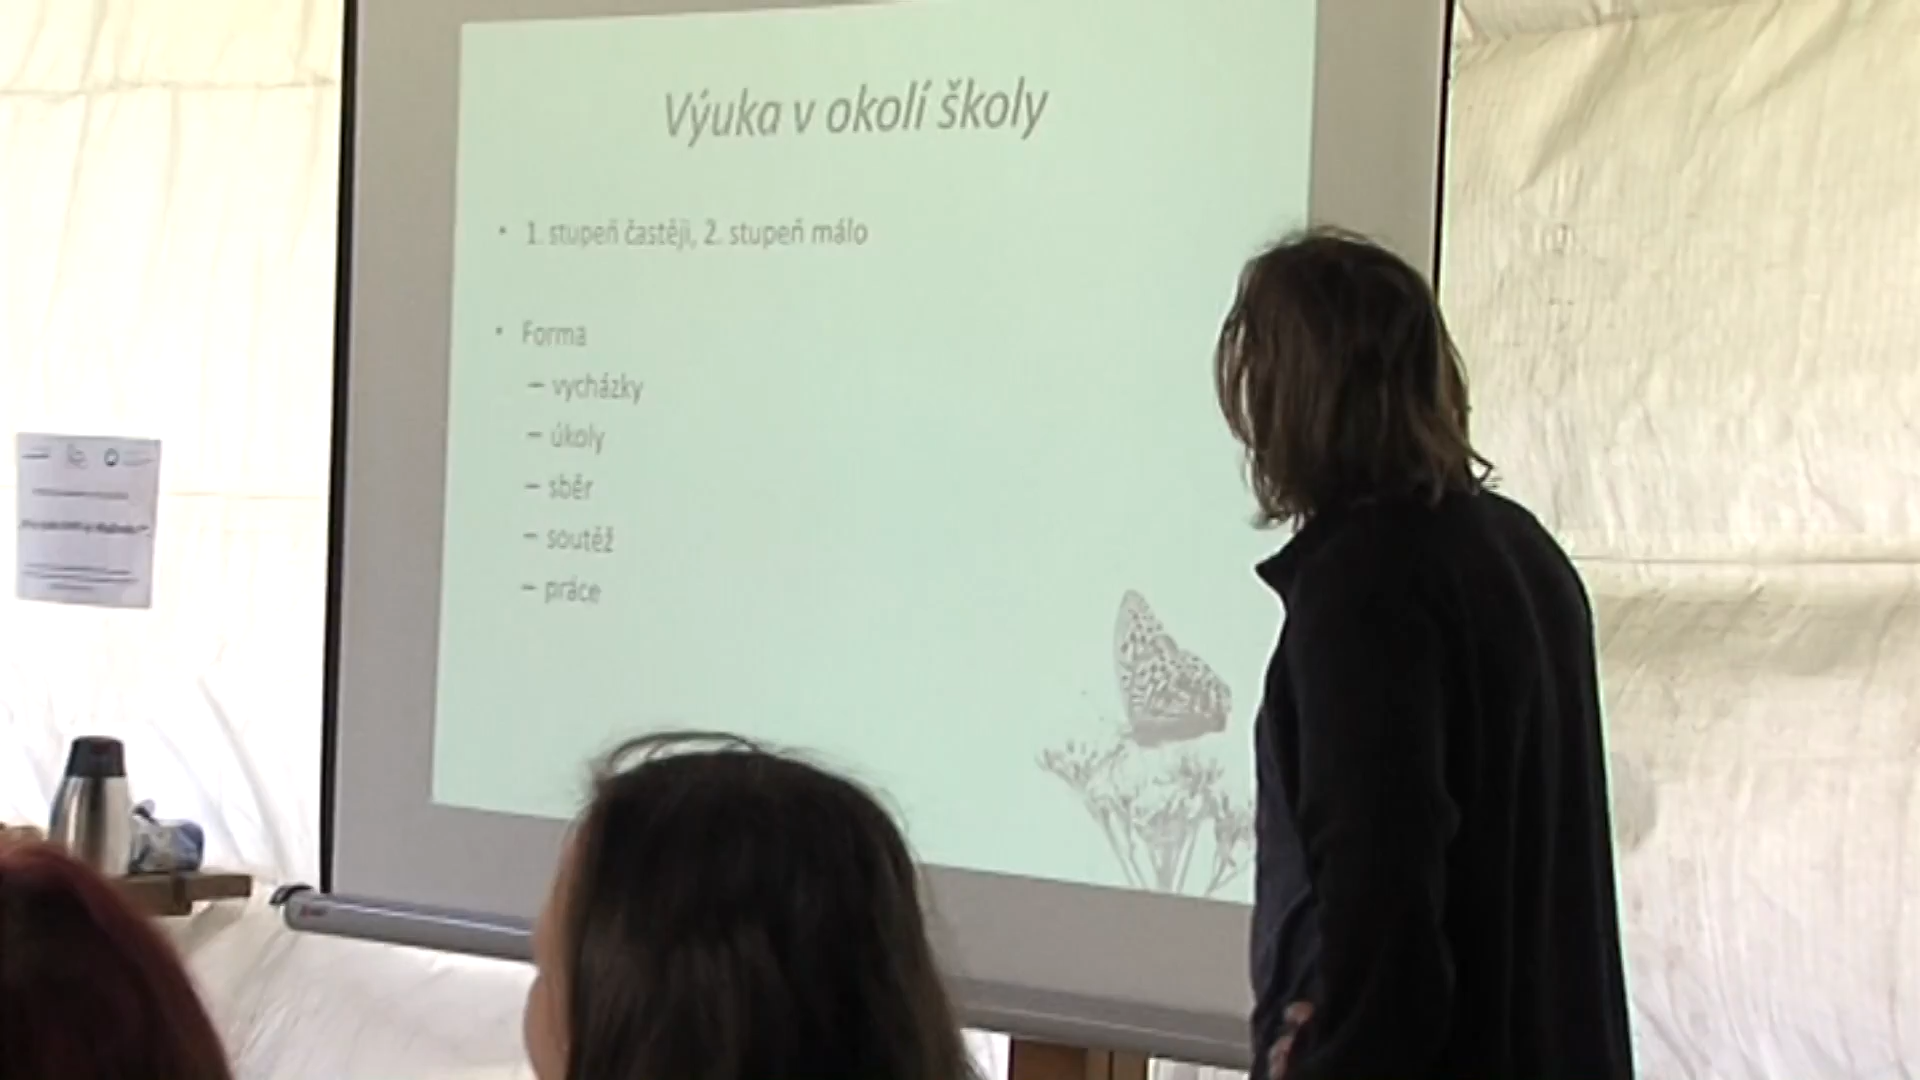 Výuka v okolí školy
• 1. stupeň častěji, 2. stupeň málo
• Forma
– vycházky
– úkoly
– sběr
– soutěž
– práce